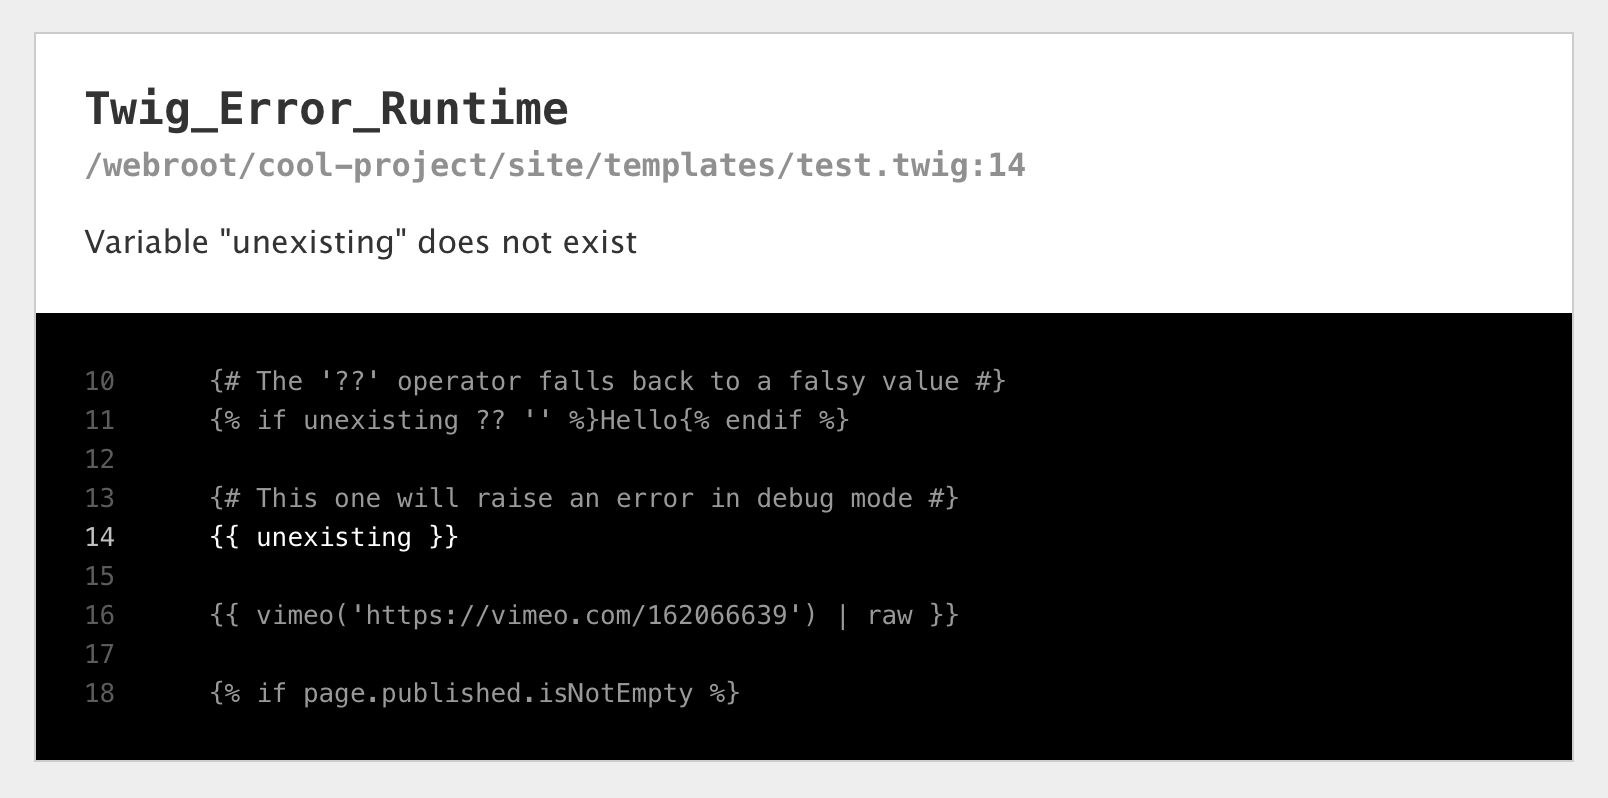 Twig_Error_Runtime
/webroot/cool-project/site/templates/test.twig:14
Variable "unexisting" does not exist
10 {# The '??' operator falls back to a falsy value #}
11 {% if unexisting ?? '' %}Hello{% endif %}
12
13 {# This one will raise an error in debug mode #}
14 {{ unexisting }}
15
16 {{ vimeo('https://vimeo.com/162066639') | raw }}
17
18 {% if page.published.isNotEmpty %}